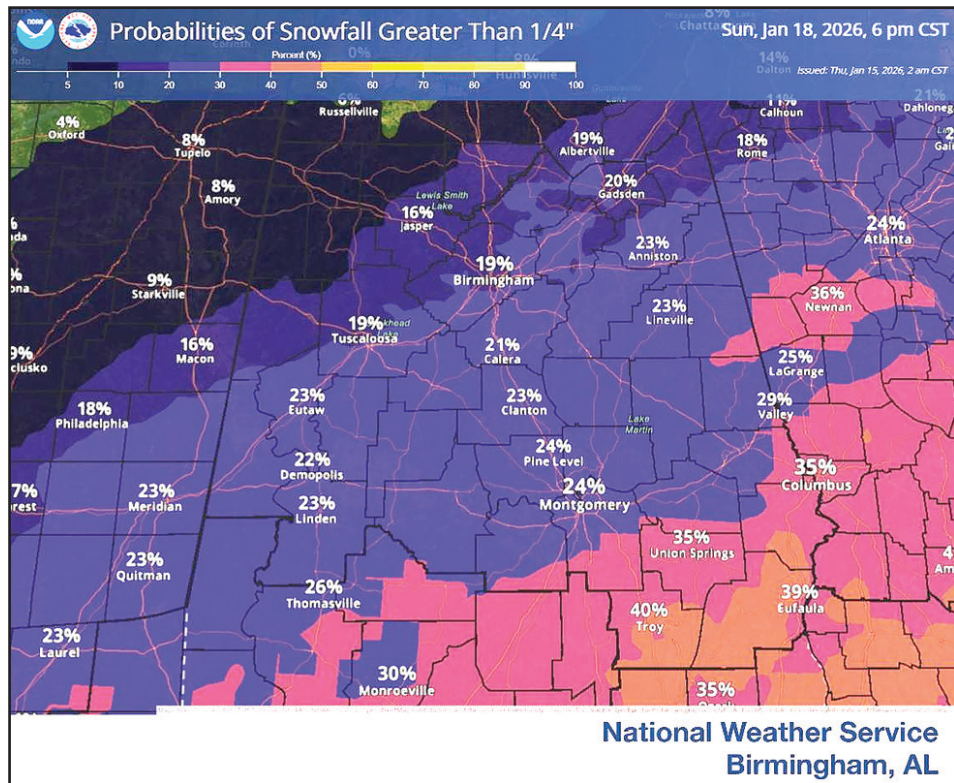 Probabilities of Snowfall Greater Than 1/4"
Sun, Jan 18, 2026, 6 pm CST
Issued: Thu, Jan 15, 2026, 2 am CST
Percent (%)
5 10 20 30 40 50 60 70 80 90 100
8%
0%
8%
Huntsville
14%
Dalton
6%
Russellville
11%
Calhoun
21%
4%
Oxford
8%
Tupelo
19%
Albertville
18%
Rome
8%
Amory
20%
Gadsden
Lewis Smith
Lake
16%
Jasper
24%
Atlanta
23%
Anniston
19%
Birmingham
9%
Starkville
36%
Newnan
23%
Lineville
19%
Tuscaloosa
16%
Macon
21%
Calera
25%
LaGrange
23%
Eutaw
23%
Clanton
29%
Valley
18%
Philadelphia
Lake
Martin
24%
Pine Level
22%
Demopolis
35%
Columbus
24%
Montgomery
23%
Meridian
23%
Linden
35%
Union Springs
23%
Quitman
26%
Thomasville
39%
Eufaula
40%
Troy
23%
Laurel
30%
Monroeville
35%
National Weather Service
Birmingham, AL